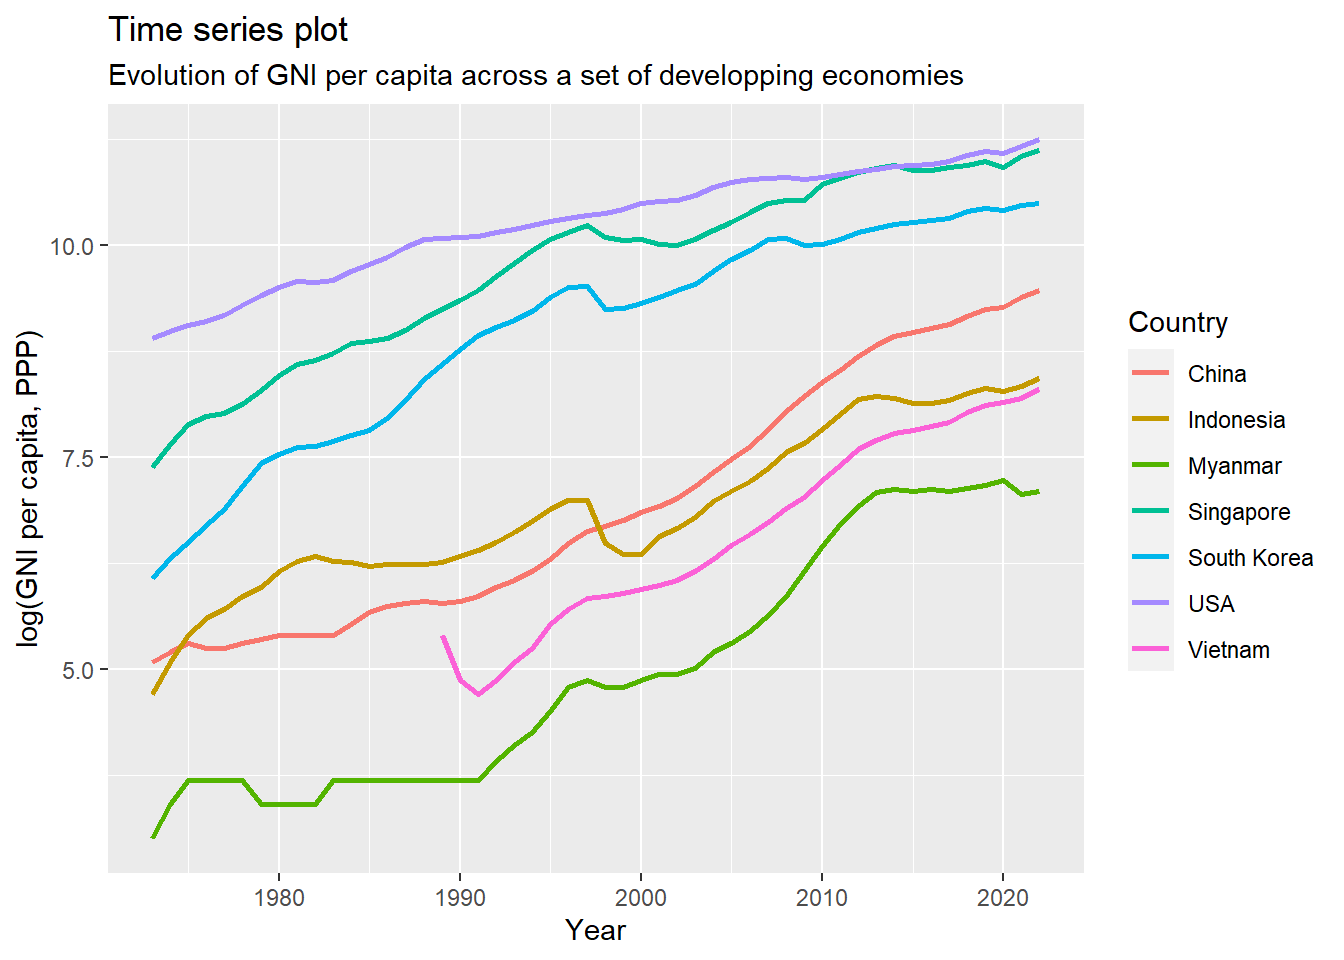 Time series plot
Evolution of GNI per capita across a set of developping economies
log(GNI per capita, PPP)
10.0
7.5
5.0
1980 1990 2000 2010 2020
Year
Country
China
Indonesia
Myanmar
Singapore
South Korea
USA
Vietnam